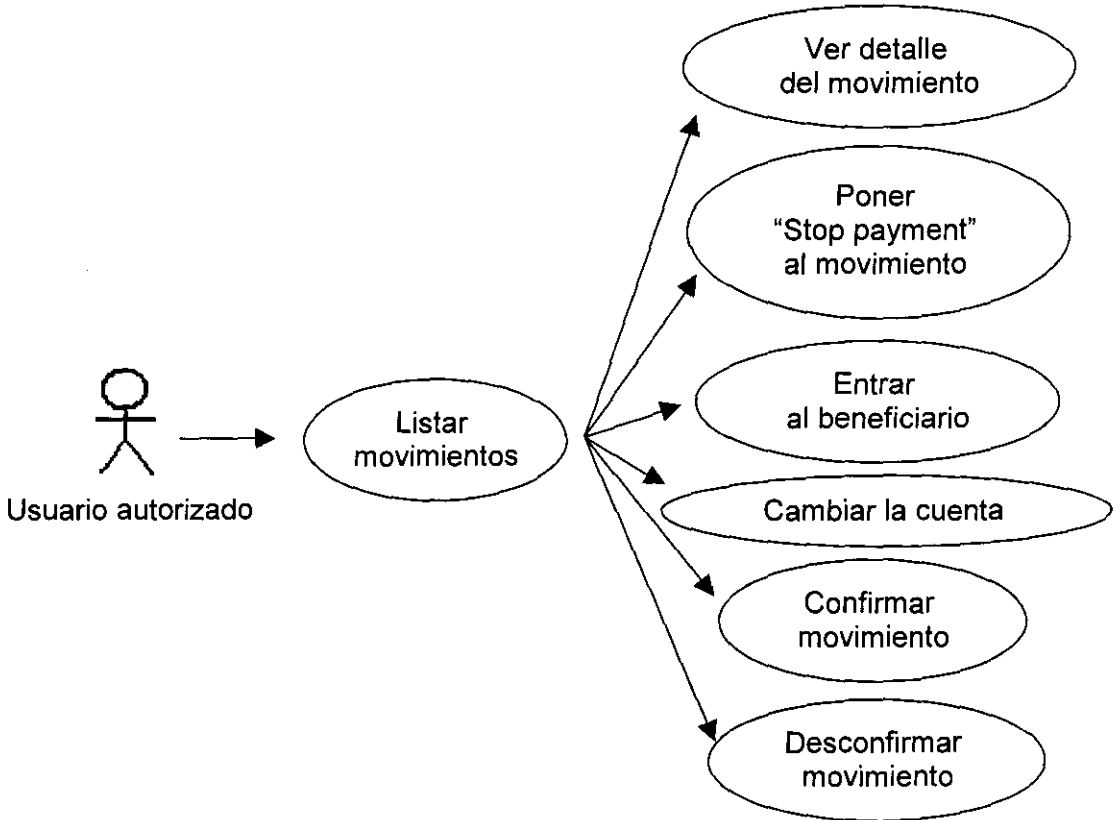 Ver detalle
del movimiento
Poner
“Stop payment”
al movimiento
Entrar
al beneficiario
Listar
movimientos
Usuario autorizado
Cambiar la cuenta
Confirmar
movimiento
Desconfirmar
movimiento